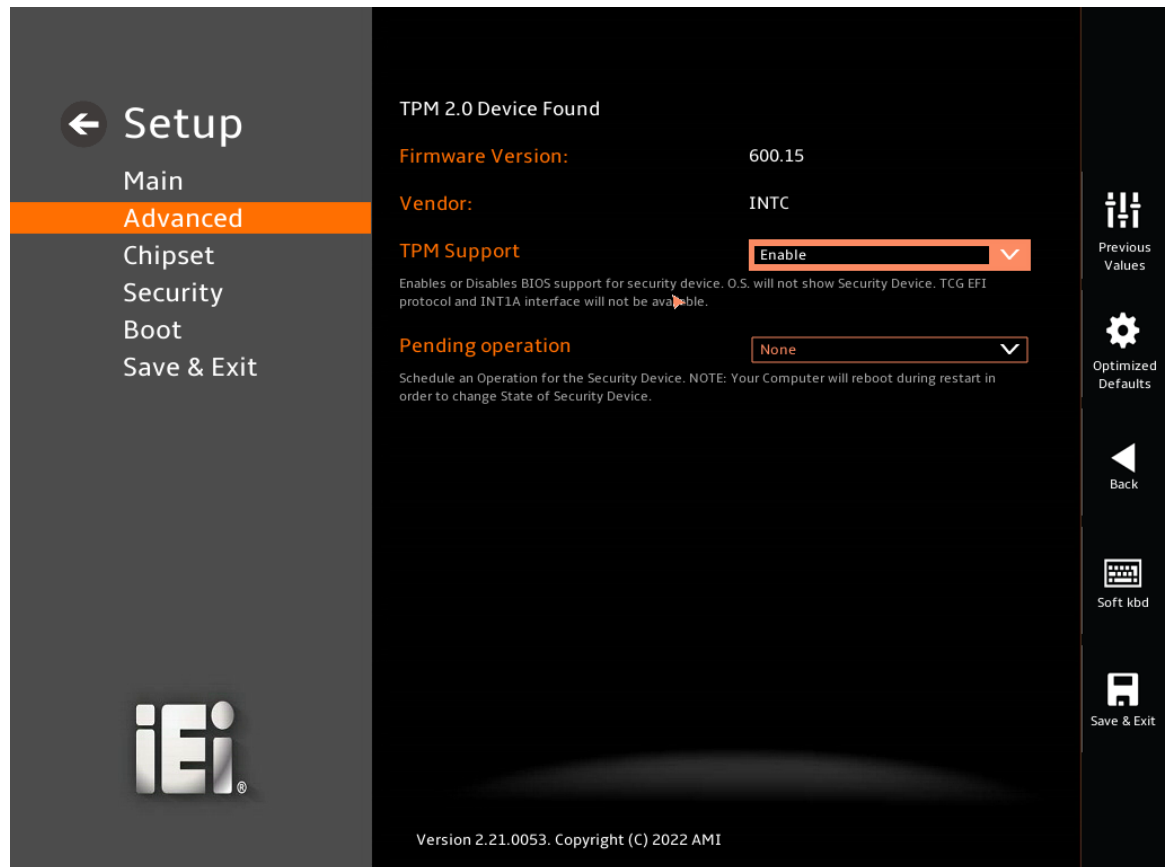 Setup
Main
Advanced
Chipset
Security
Boot
Save & Exit
TPM 2.0 Device Found
Firmware Version: 600.15
Vendor: INTC
TPM Support Enable
Enables or Disables BIOS support for security device. O.S. will not show Security Device. TCG EFI
protocol and INT1A interface will not be available.
Pending operation None
Schedule an Operation for the Security Device. NOTE: Your Computer will reboot during restart in
order to change State of Security Device.
Previous
Values
Optimized
Defaults
Back
Soft kbd
Save & Exit
iEi®
Version 2.21.0053. Copyright (C) 2022 AMI